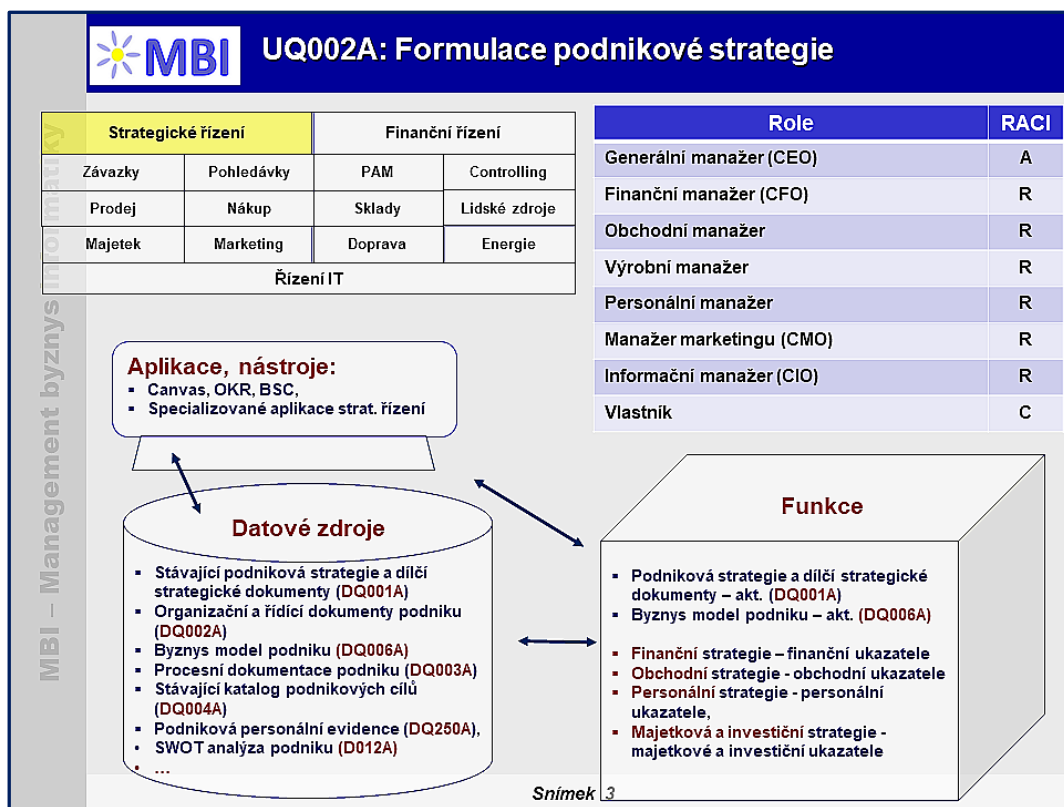 MBI
UQ002A: Formulace podnikové strategie
MBI – Management byznys informatiky
Strategické řízení
Finanční řízení
Závazky
Pohledávky
PAM
Controlling
Prodej
Nákup
Sklady
Lidské zdroje
Majetek
Marketing
Doprava
Energie
Řízení IT
Role RACI
Generální manažer (CEO) A
Finanční manažer (CFO) R
Obchodní manažer R
Výrobní manažer R
Personální manažer R
Manažer marketingu (CMO) R
Informační manažer (CIO) R
Vlastník C
Aplikace, nástroje:
▪ Canvas, OKR, BSC,
▪ Specializované aplikace strat. řízení
Datové zdroje
▪ Stávající podniková strategie a dílčí
strategické dokumenty (DQ001A)
▪ Organizační a řídící dokumenty podniku
(DQ002A)
▪ Byznys model podniku (DQ006A)
▪ Procesní dokumentace podniku (DQ003A)
▪ Stávající katalog podnikových cílů
(DQ004A)
▪ Podniková personální evidence (DQ250A),
• SWOT analýza podniku (D012A)
• ...
Funkce
▪ Podniková strategie a dílčí strategické
dokumenty – akt. (DQ001A)
▪ Byznys model podniku – akt. (DQ006A)
▪ Finanční strategie – finanční ukazatele
▪ Obchodní strategie - obchodní ukazatele
▪ Personální strategie - personální
ukazatele,
▪ Majetková a investiční strategie -
majetkové a investiční ukazatele
Snímek 3